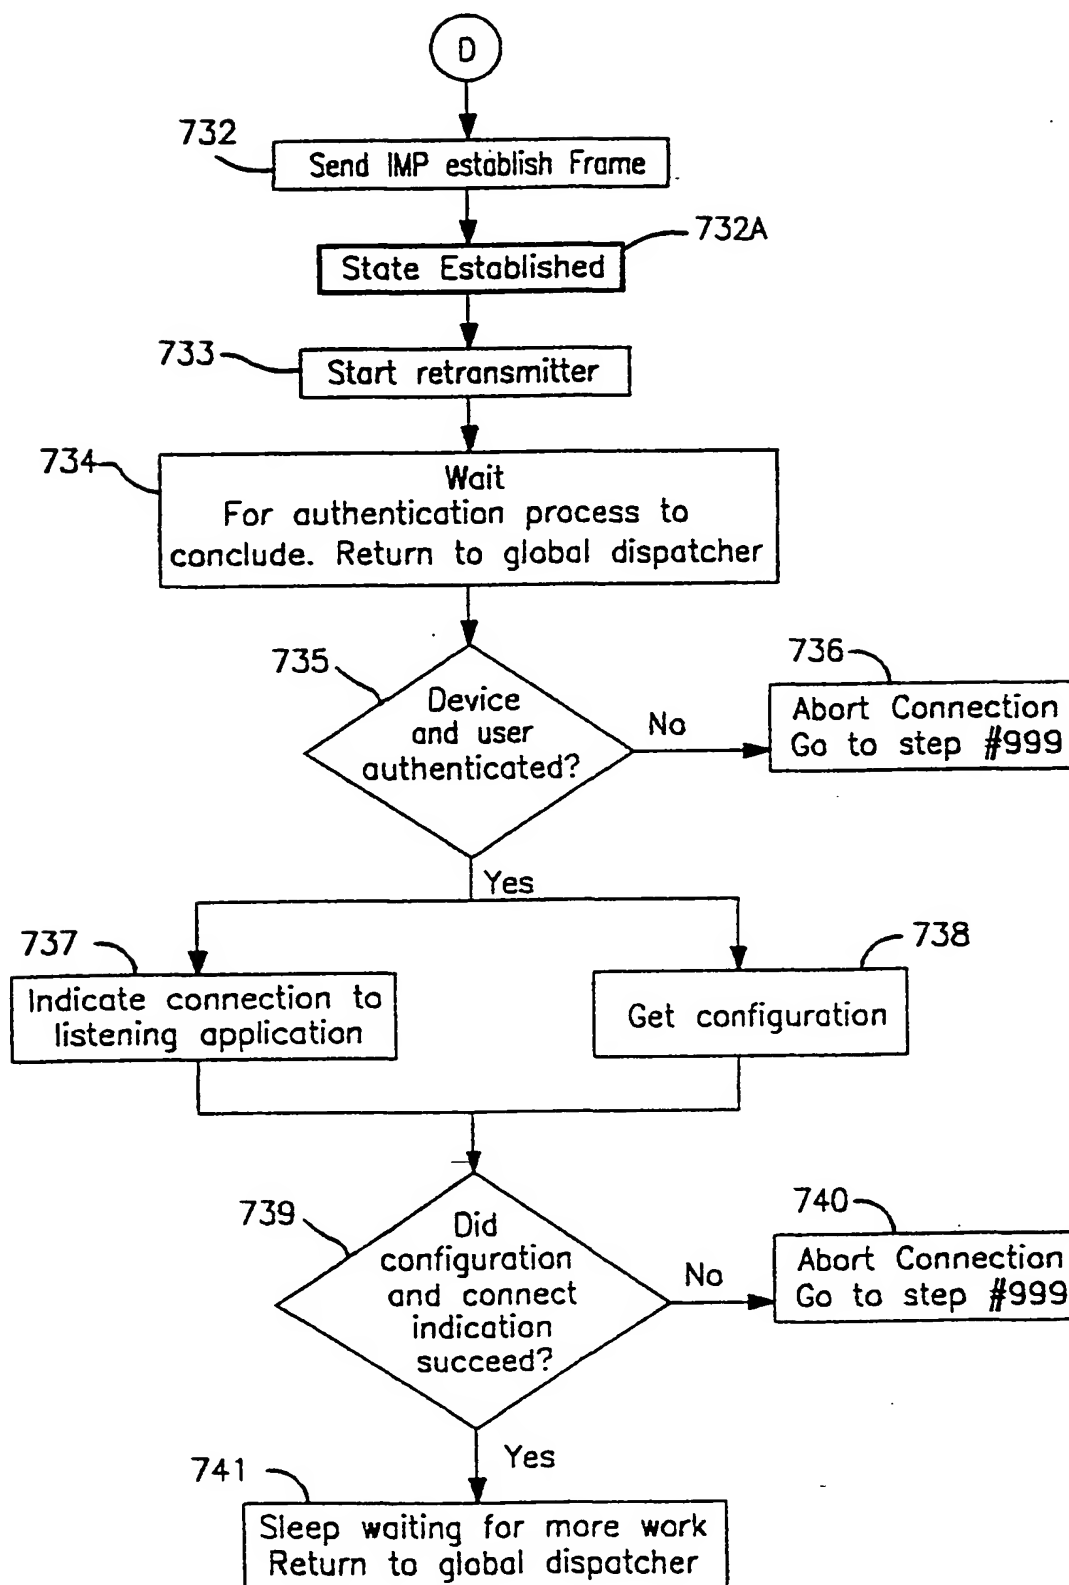 D
732
Send IMP establish Frame
732A
State Established
733
Start retransmitter
734
Wait
For authentication process to
conclude. Return to global dispatcher
735
Device
and user
authenticated?
No
736
Abort Connection
Go to step #999
Yes
737
Indicate connection to
listening application
738
Get configuration
739
Did
configuration
and connect
indication
succeed?
No
740
Abort Connection
Go to step #999
Yes
741
Sleep waiting for more work
Return to global dispatcher